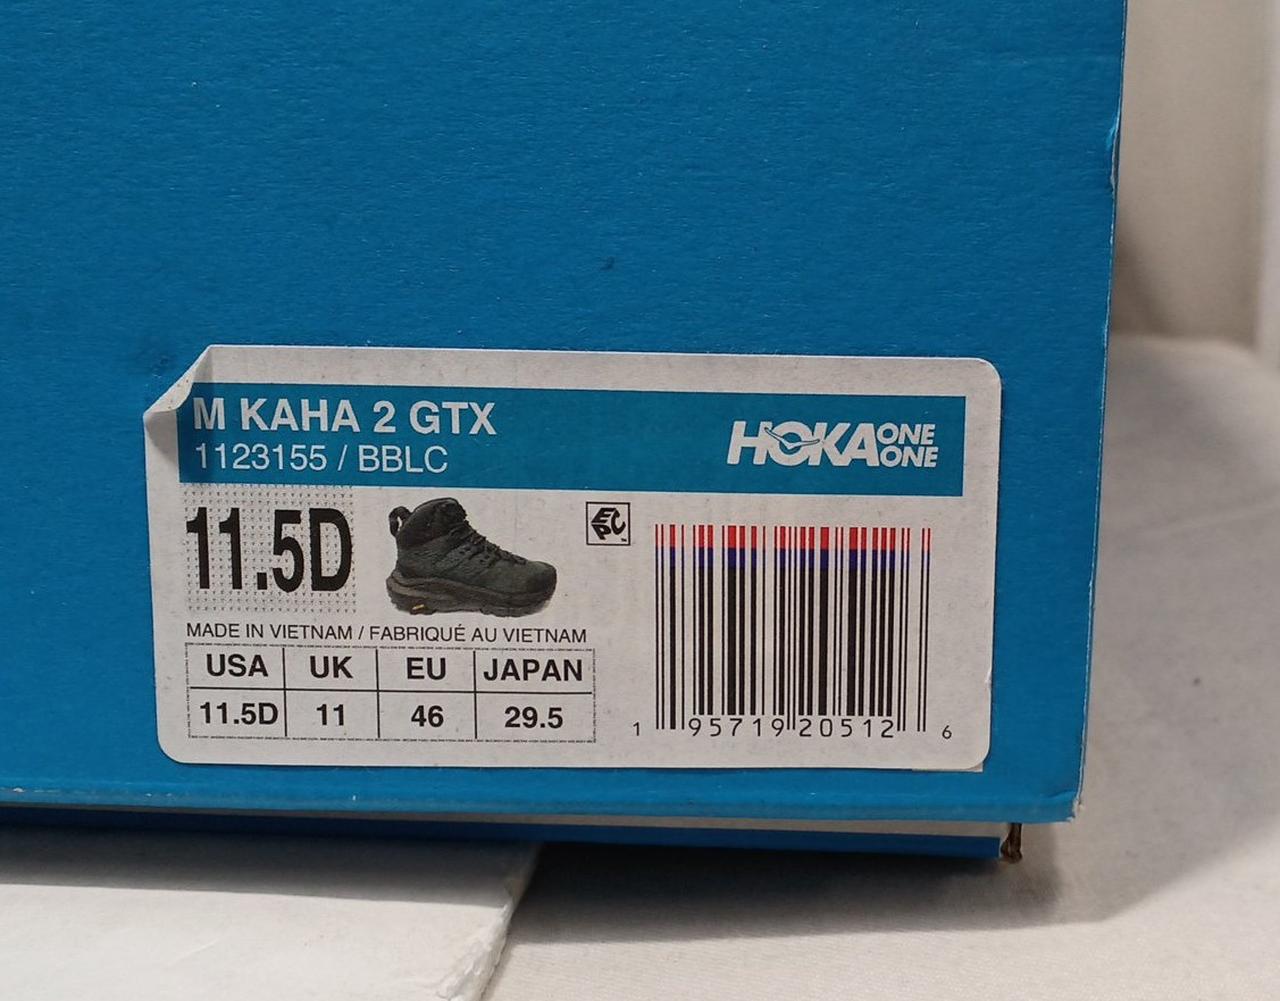 M KAHA 2 GTX
1123155 / BBLC
HOKA ONE ONE
11.5D
EPC
MADE IN VIETNAM / FABRIQUÉ AU VIETNAM
USA UK EU JAPAN
11.5D 11 46 29.5
1 95719 20512 6